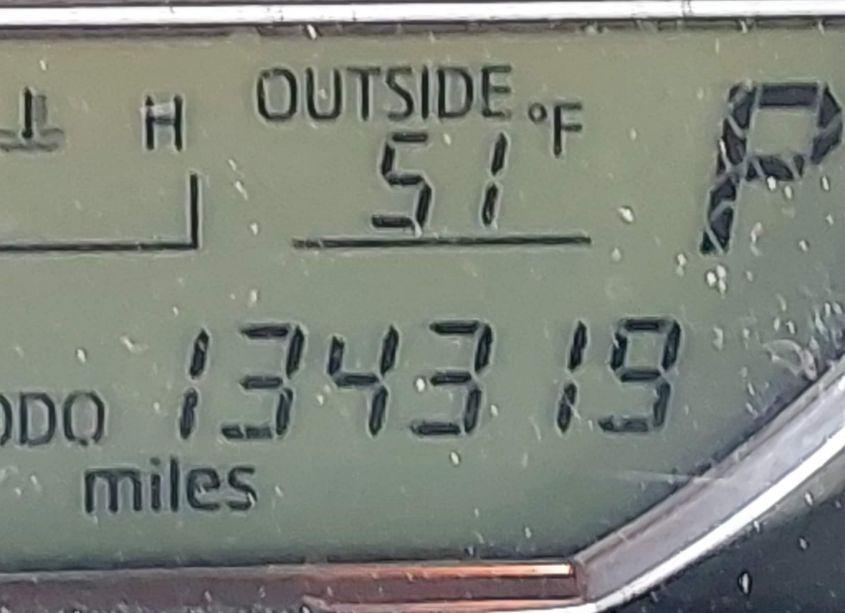 H
OUTSIDE °F
51
P
ODO 134319
miles